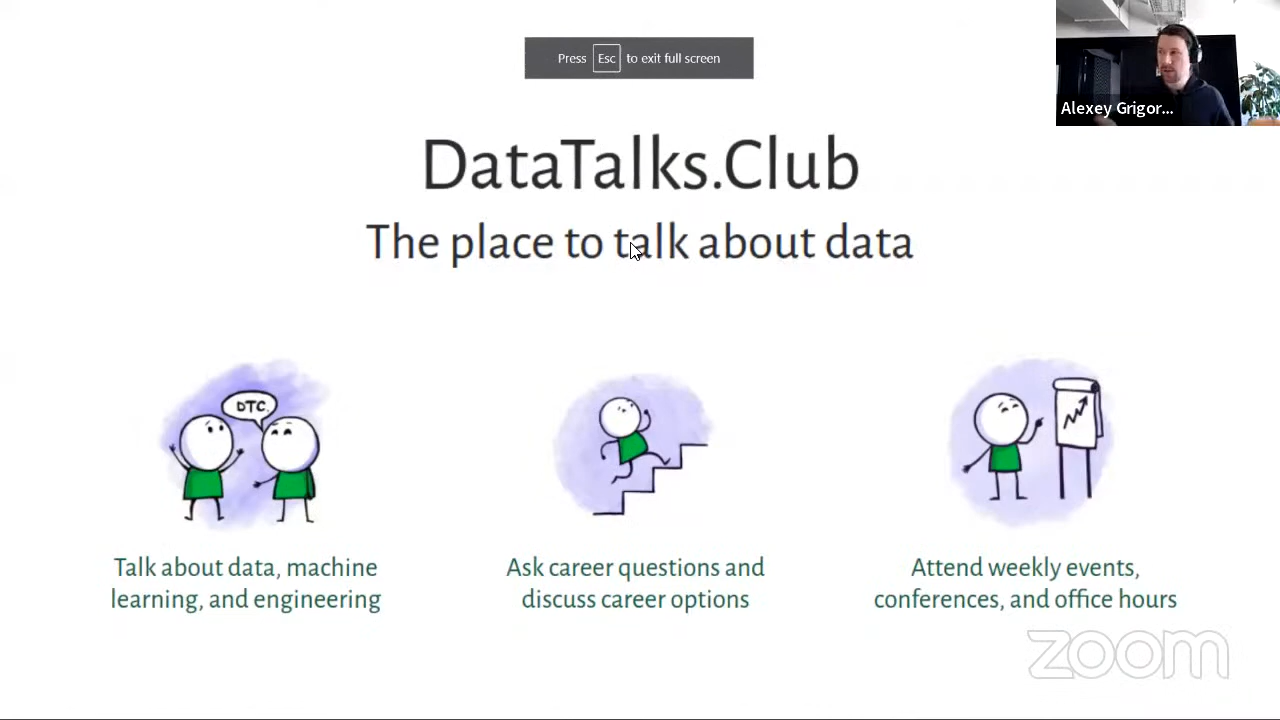 Press Esc to exit full screen
Alexey Grigor...
DataTalks.Club
The place to talk about data
DTC.
Talk about data, machine
learning, and engineering
Ask career questions and
discuss career options
Attend weekly events,
conferences, and office hours
zoom